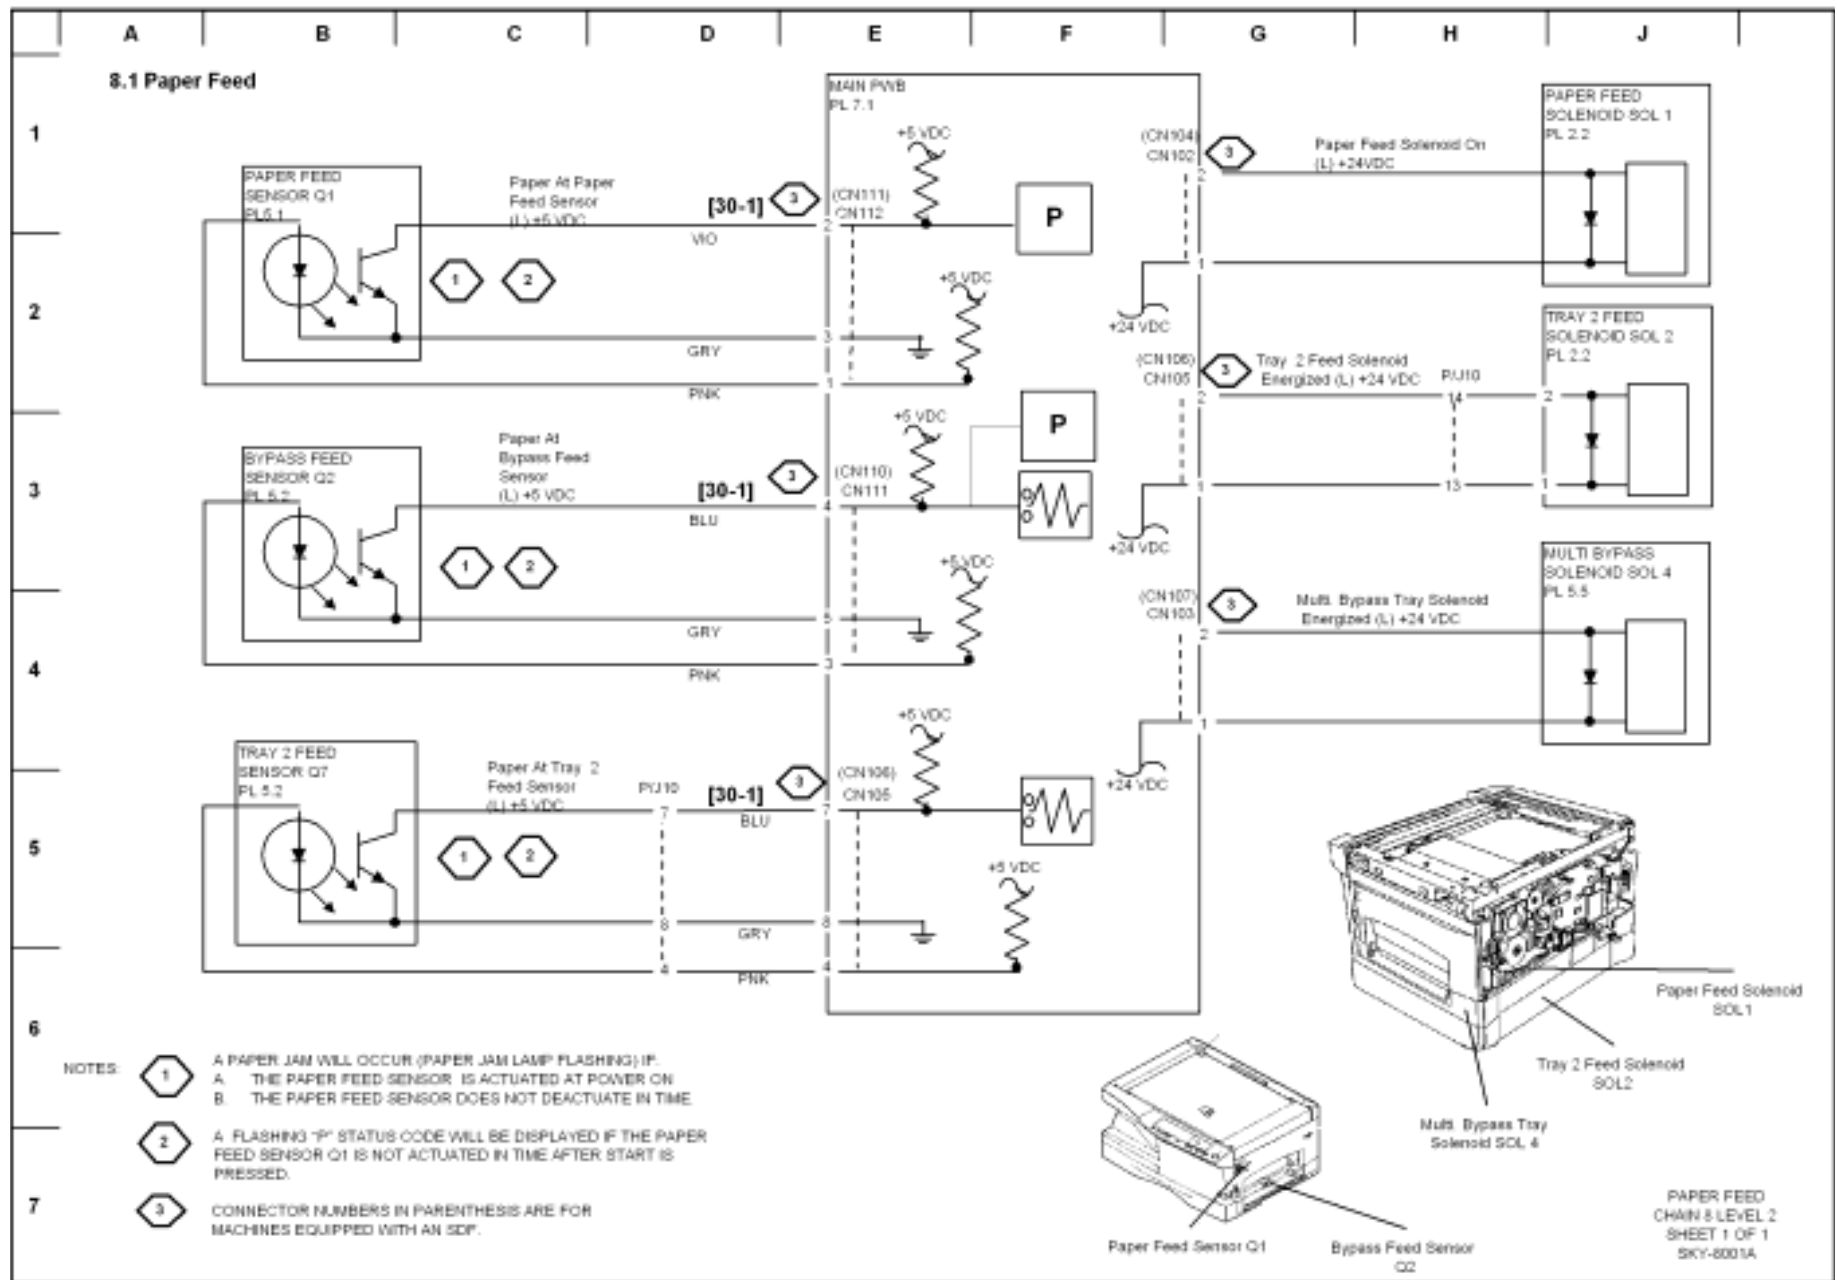 A B C D E F G H J
8.1 Paper Feed
1
2
3
4
5
6
7
PAPER FEED
SENSOR Q1
PL5.1
Paper At Paper
Feed Sensor
(L) +5 VDC
[30-1]
3
(CN111)
CN112
2
VIO
1
2
3
GRY
1
PNK
MAIN PWB
PL 7.1
+5 VDC
P
+5 VDC
(CN104)
CN102
3
2
Paper Feed Solenoid On
(L) +24VDC
1
+24 VDC
PAPER FEED
SOLENOID SOL 1
PL 2.2
BYPASS FEED
SENSOR Q2
PL 5.2
Paper At
Bypass Feed
Sensor
(L) +5 VDC
[30-1]
3
(CN110)
CN111
4
BLU
1
2
5
GRY
3
PNK
+5 VDC
P
+5 VDC
(CN106)
CN105
3
2
Tray 2 Feed Solenoid
Energized (L) +24 VDC
P/J10
14
2
1
13
1
+24 VDC
TRAY 2 FEED
SOLENOID SOL 2
PL 2.2
TRAY 2 FEED
SENSOR Q7
PL 5.2
Paper At Tray 2
Feed Sensor
(L) +5 VDC
P/J10
7
[30-1]
3
(CN106)
CN105
7
BLU
1
2
8
GRY
8
4
PNK
4
+5 VDC
+5 VDC
(CN107)
CN103
3
2
Multi. Bypass Tray Solenoid
Energized (L) +24 VDC
1
+24 VDC
MULTI BYPASS
SOLENOID SOL 4
PL 5.5
Paper Feed Solenoid
SOL1
Tray 2 Feed Solenoid
SOL2
Multi. Bypass Tray
Solenoid SOL 4
Paper Feed Sensor Q1
Bypass Feed Sensor
Q2
NOTES:
1
A PAPER JAM WILL OCCUR (PAPER JAM LAMP FLASHING) IF:
A. THE PAPER FEED SENSOR IS ACTUATED AT POWER ON
B. THE PAPER FEED SENSOR DOES NOT DEACTUATE IN TIME.
2
A FLASHING "P" STATUS CODE WILL BE DISPLAYED IF THE PAPER
FEED SENSOR Q1 IS NOT ACTUATED IN TIME AFTER START IS
PRESSED.
3
CONNECTOR NUMBERS IN PARENTHESIS ARE FOR
MACHINES EQUIPPED WITH AN SDF.
PAPER FEED
CHAIN 8 LEVEL 2
SHEET 1 OF 1
SKY-8001A